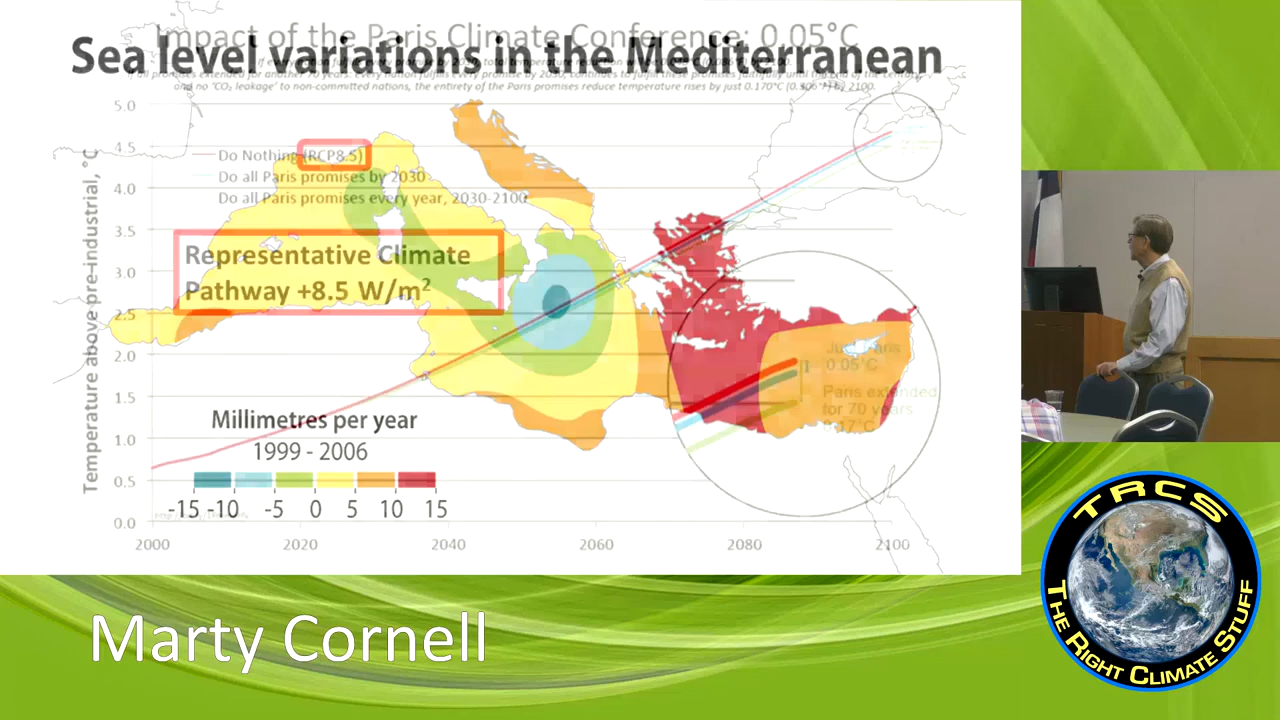 Impact of the Paris Climate Conference: 0.05°C
Sea level variations in the Mediterranean
and no 'CO₂ leakage' to non-committed nations, the entirety of the Paris promises reduce temperature rises by just 0.170°C (0.306°F) by 2100.
Temperature above pre-industrial, °C
5.0
4.5
4.0
3.5
3.0
2.5
2.0
1.5
1.0
0.5
0.0
Do Nothing (RCP8.5)
Do all Paris promises by 2030
Do all Paris promises every year, 2030-2100
Representative Climate
Pathway +8.5 W/m²
Just Paris
0.05°C
Paris extended
for 70 years
0.17°C
Millimetres per year
1999 - 2006
-15 -10 -5 0 5 10 15
2000 2020 2040 2060 2080 2100
Marty Cornell
TRCS
THE RIGHT CLIMATE STUFF